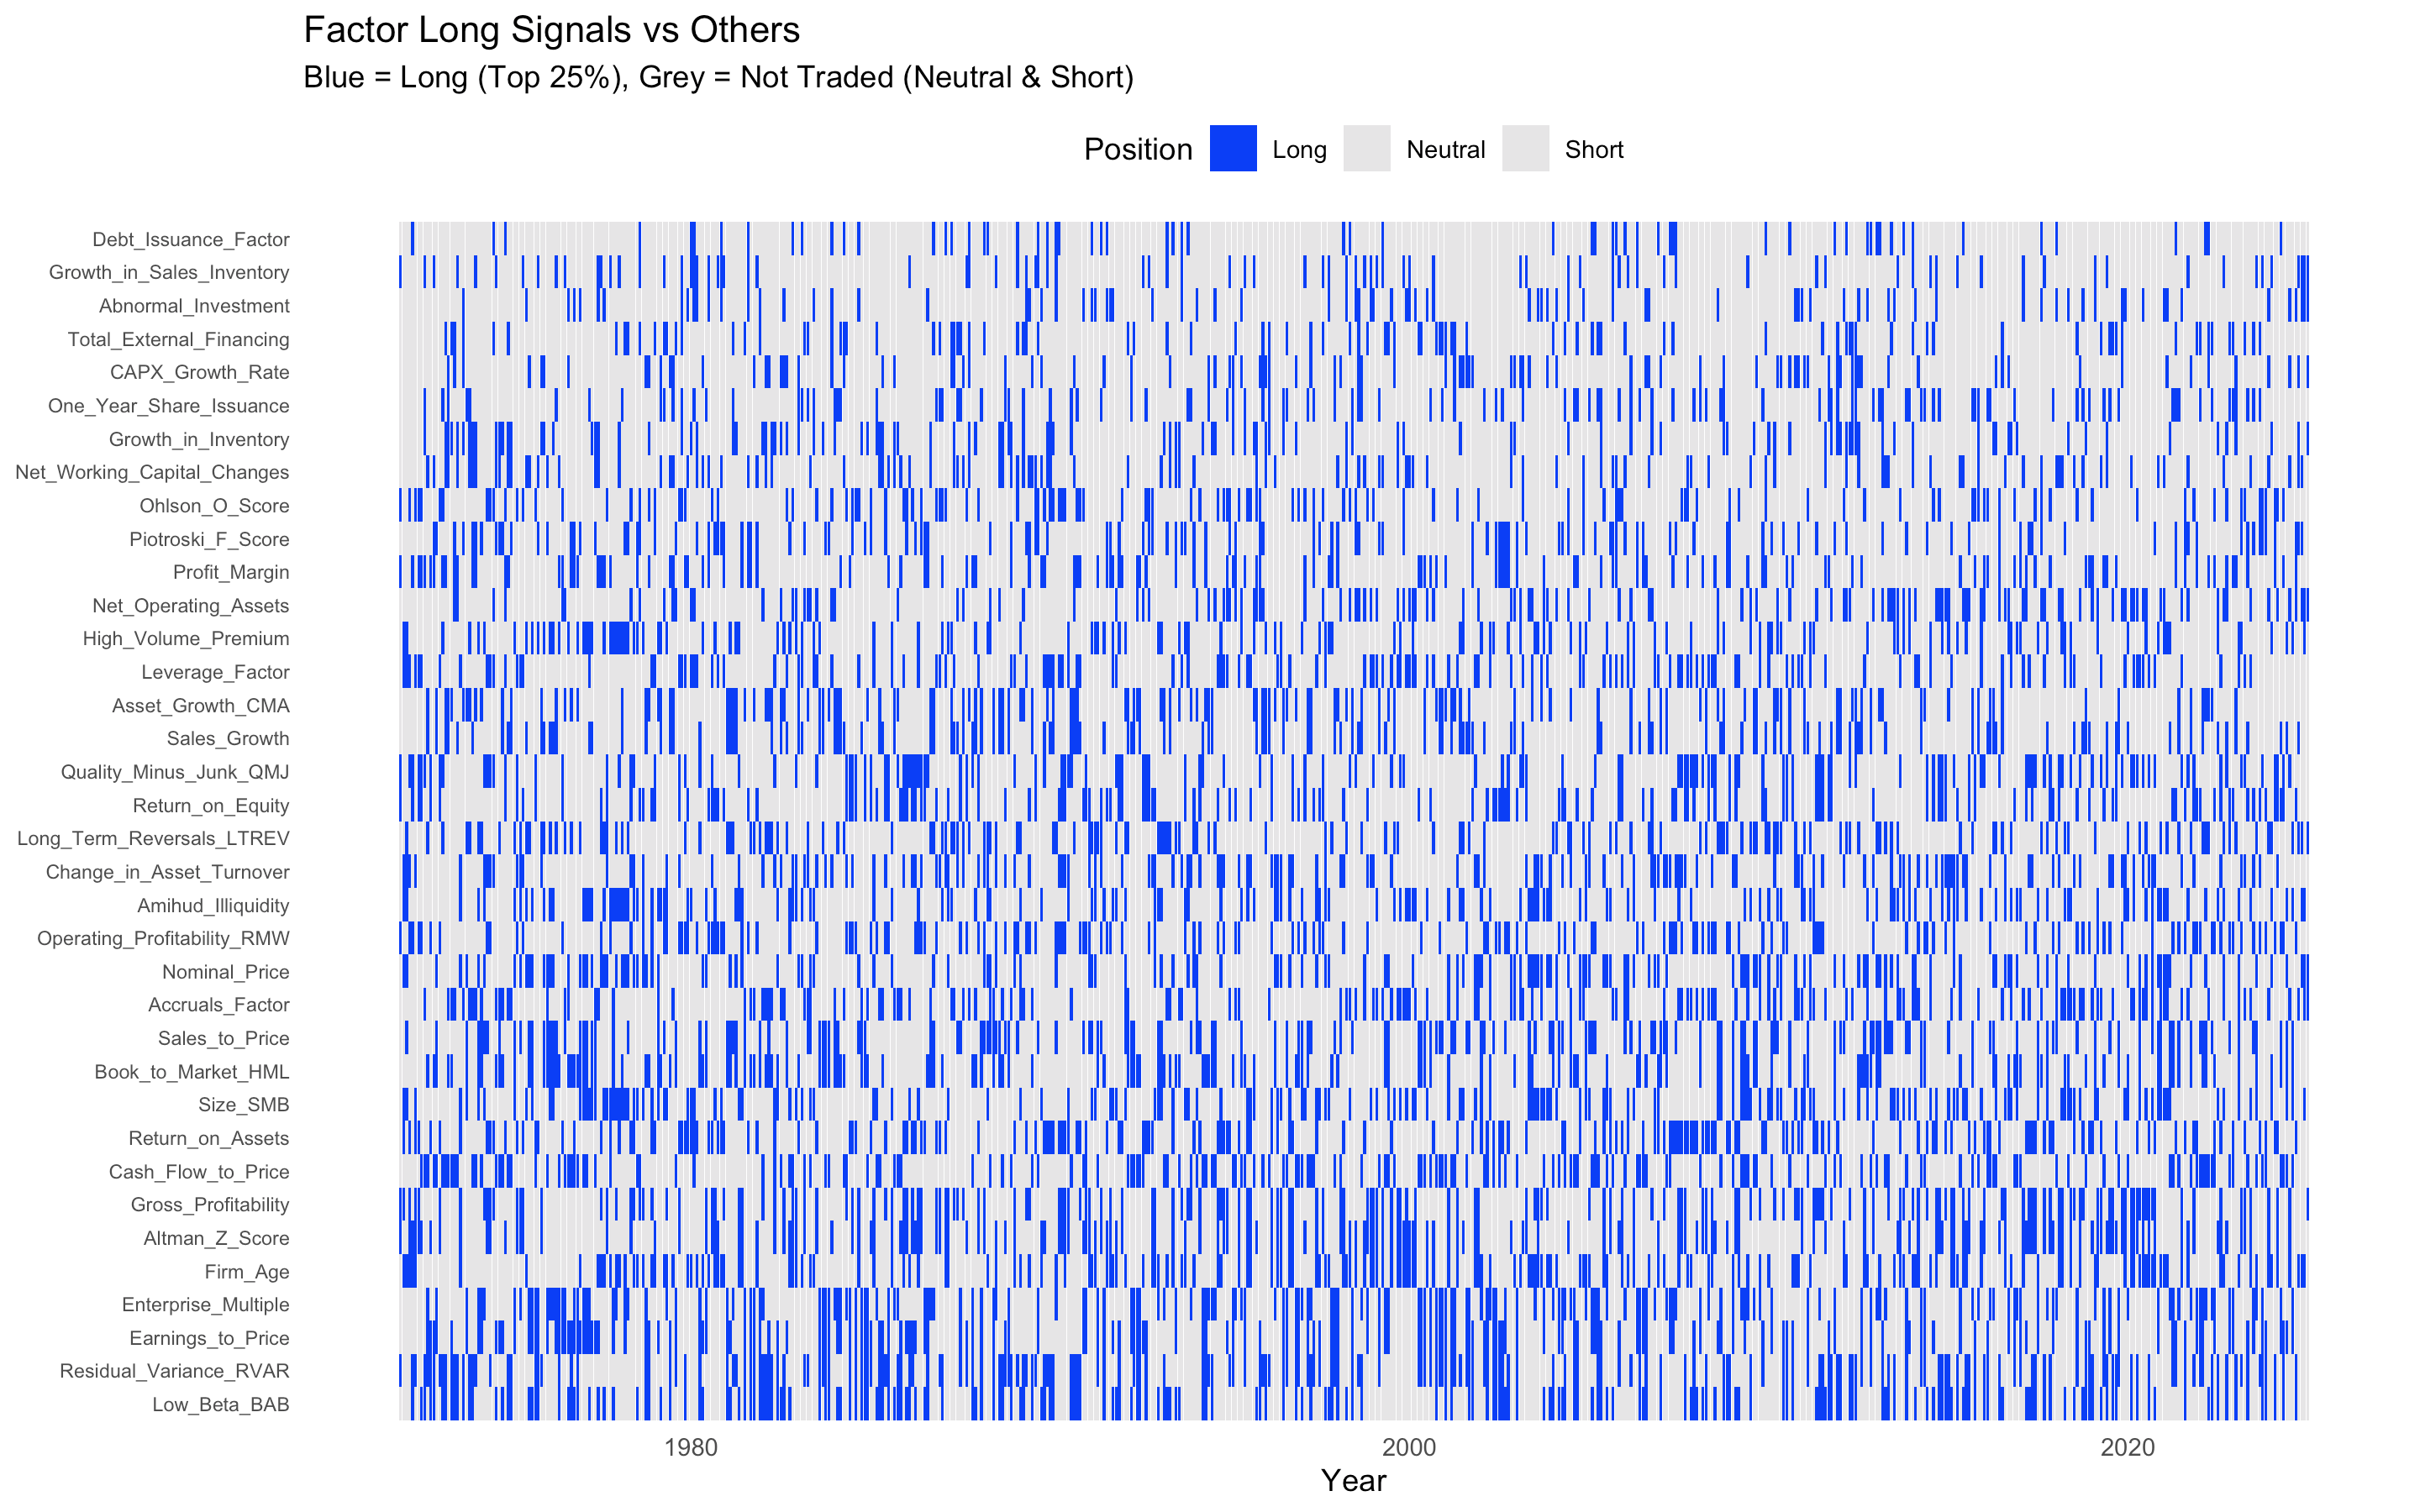 Factor Long Signals vs Others
Blue = Long (Top 25%), Grey = Not Traded (Neutral & Short)
Position Long Neutral Short
Debt_Issuance_Factor
Growth_in_Sales_Inventory
Abnormal_Investment
Total_External_Financing
CAPX_Growth_Rate
One_Year_Share_Issuance
Growth_in_Inventory
Net_Working_Capital_Changes
Ohlson_O_Score
Piotroski_F_Score
Profit_Margin
Net_Operating_Assets
High_Volume_Premium
Leverage_Factor
Asset_Growth_CMA
Sales_Growth
Quality_Minus_Junk_QMJ
Return_on_Equity
Long_Term_Reversals_LTREV
Change_in_Asset_Turnover
Amihud_Illiquidity
Operating_Profitability_RMW
Nominal_Price
Accruals_Factor
Sales_to_Price
Book_to_Market_HML
Size_SMB
Return_on_Assets
Cash_Flow_to_Price
Gross_Profitability
Altman_Z_Score
Firm_Age
Enterprise_Multiple
Earnings_to_Price
Residual_Variance_RVAR
Low_Beta_BAB
1980 2000 2020
Year